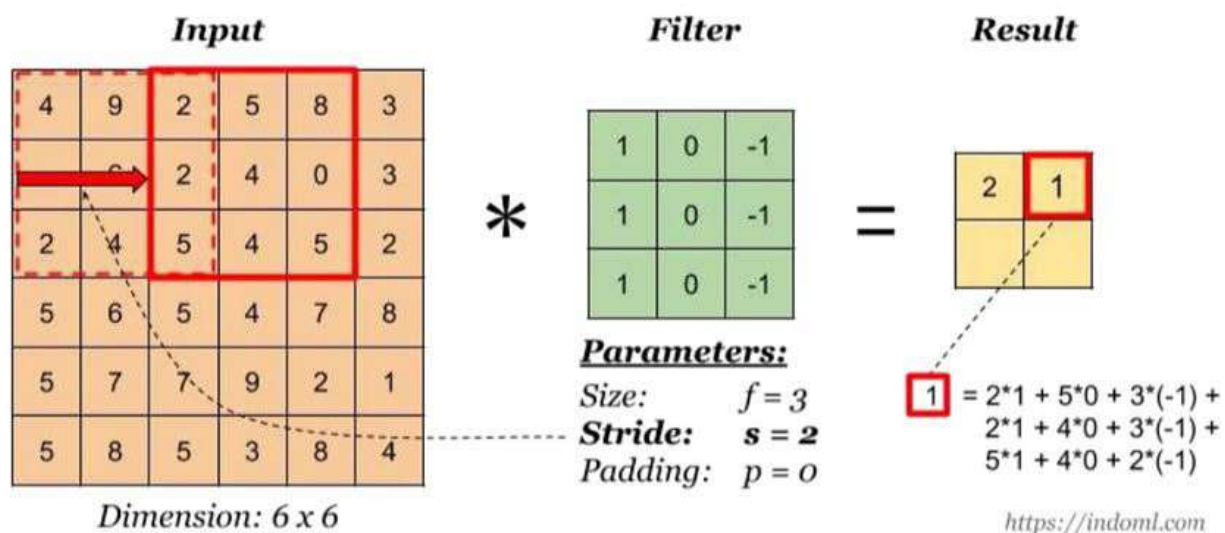 Input Filter Result
4 9 2 5 8 3
2 4 0 3
2 4 5 4 5 2
5 6 5 4 7 8
5 7 7 9 2 1
5 8 5 3 8 4
Dimension: 6 x 6
*
1 0 -1
1 0 -1
1 0 -1
Parameters:
Size: f = 3
Stride: s = 2
Padding: p = 0
=
2 1
1 = 2*1 + 5*0 + 3*(-1) +
2*1 + 4*0 + 3*(-1) +
5*1 + 4*0 + 2*(-1)
https://indoml.com